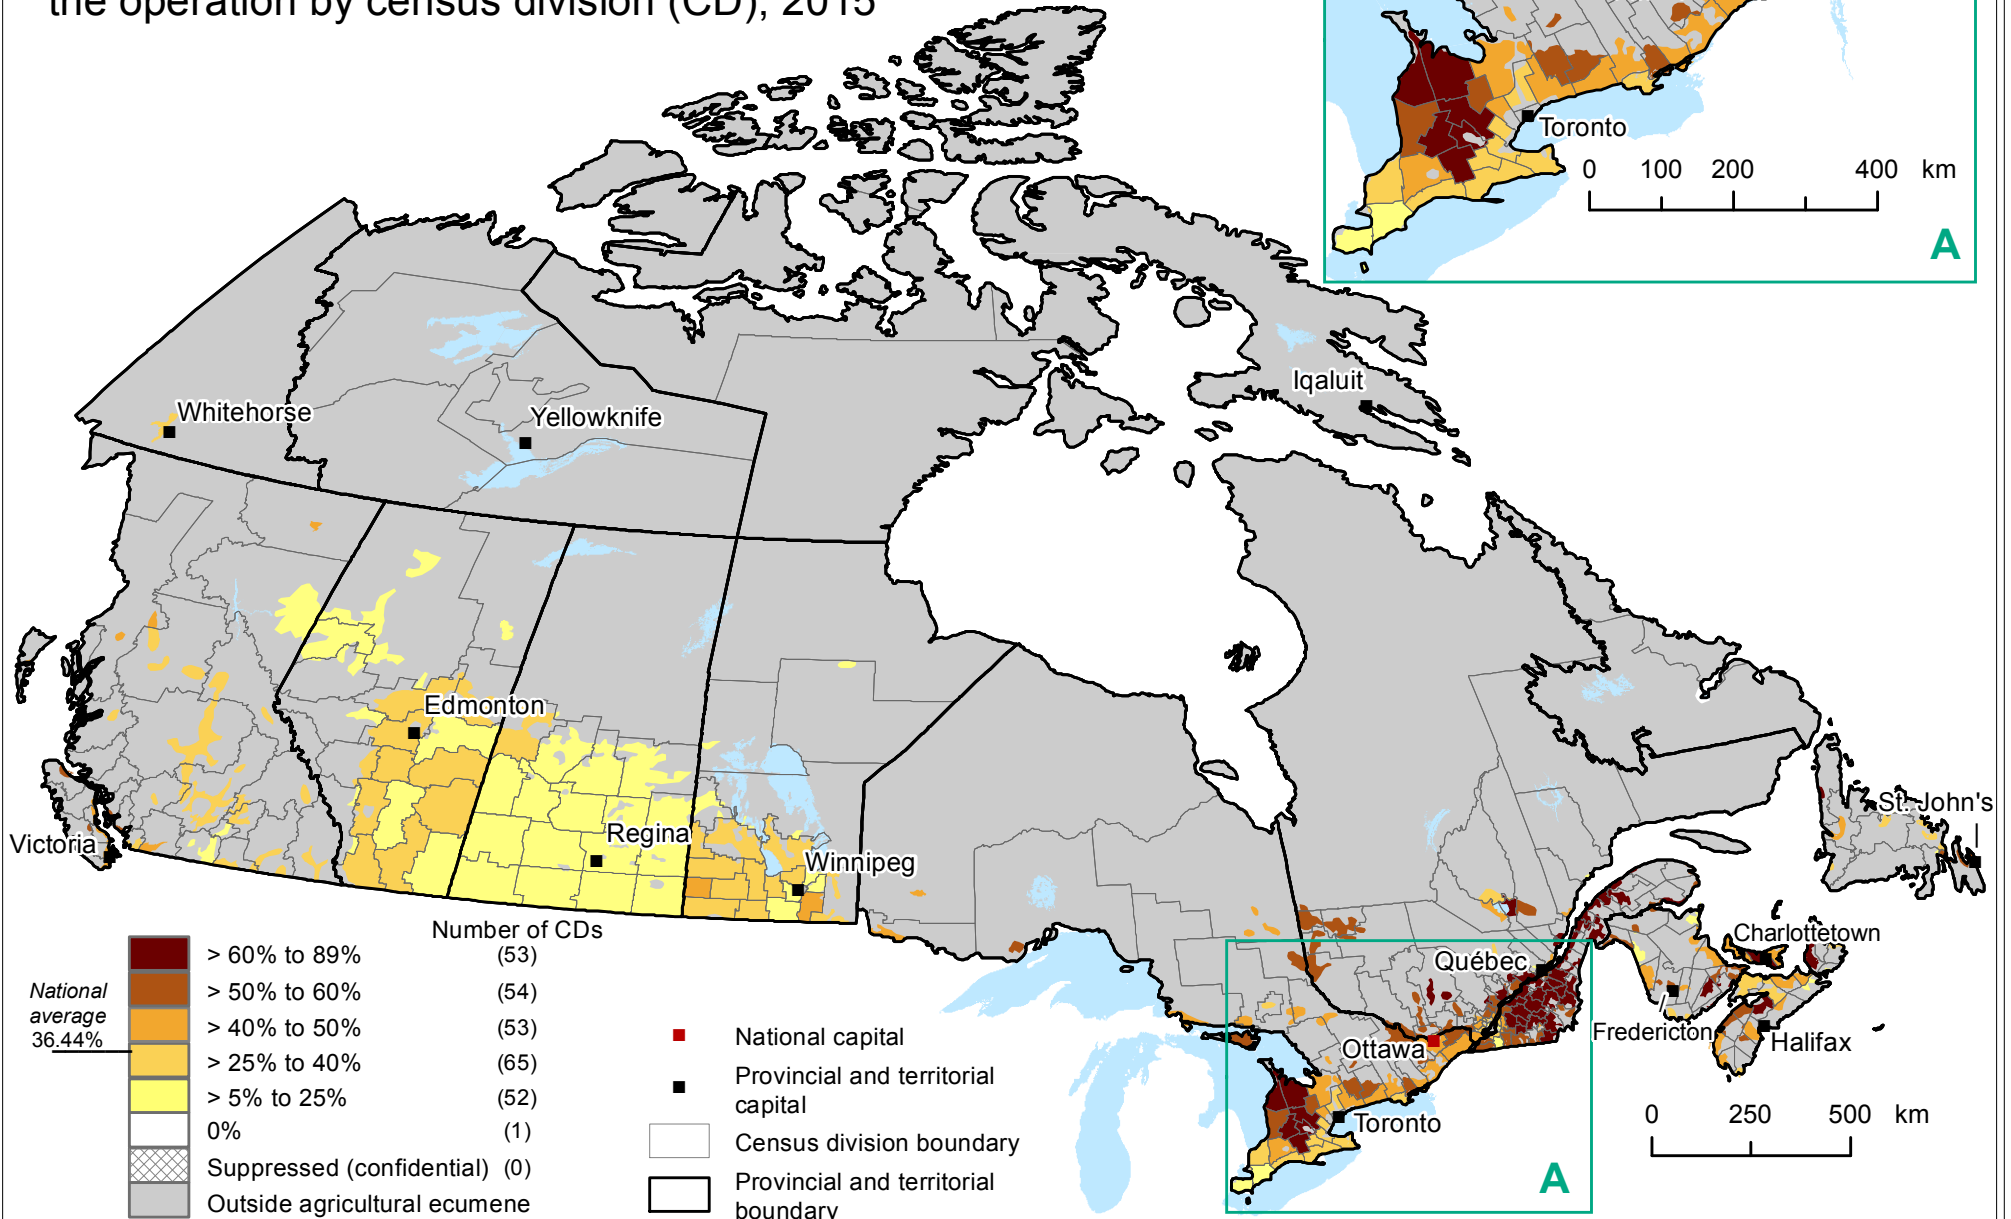 the operation by census division (CD), 2015
Toronto
0 100 200 400 km
A
Iqaluit
Whitehorse
Yellowknife
Edmonton
Regina
Winnipeg
Victoria
St. John's
Charlottetown
Québec
Fredericton
Halifax
Ottawa
Toronto
0 250 500 km
A
Number of CDs
> 60% to 89% (53)
> 50% to 60% (54)
> 40% to 50% (53)
> 25% to 40% (65)
> 5% to 25% (52)
0% (1)
Suppressed (confidential) (0)
Outside agricultural ecumene
National
average
36.44%
National capital
Provincial and territorial
capital
Census division boundary
Provincial and territorial
boundary